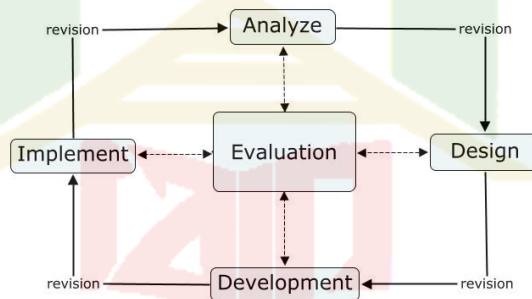 Analyze
revision
revision
Implement
Evaluation
Design
revision
Development
revision